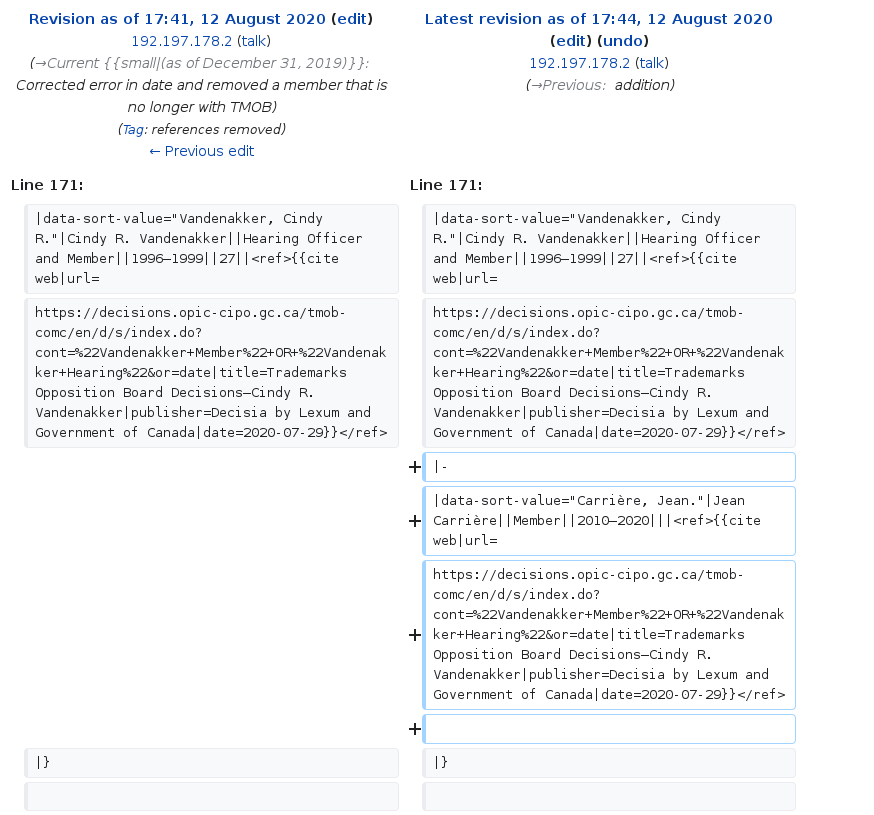 Revision as of 17:41, 12 August 2020 (edit)
192.197.178.2 (talk)
(→Current {{small|(as of December 31, 2019)}}:
Corrected error in date and removed a member that is
no longer with TMOB)
(Tag: references removed)
← Previous edit
Latest revision as of 17:44, 12 August 2020
(edit) (undo)
192.197.178.2 (talk)
(→Previous: addition)
Line 171:
Line 171:
|data-sort-value="Vandenakker, Cindy
R."|Cindy R. Vandenakker||Hearing Officer
and Member||1996–1999||27||<ref>{{cite
web|url=
|data-sort-value="Vandenakker, Cindy
R."|Cindy R. Vandenakker||Hearing Officer
and Member||1996–1999||27||<ref>{{cite
web|url=
https://decisions.opic-cipo.gc.ca/tmob-
comc/en/d/s/index.do?
cont=%22Vandenakker+Member%22+OR+%22Vandenak
ker+Hearing%22&or=date|title=Trademarks
Opposition Board Decisions—Cindy R.
Vandenakker|publisher=Decisia by Lexum and
Government of Canada|date=2020-07-29}}</ref>
https://decisions.opic-cipo.gc.ca/tmob-
comc/en/d/s/index.do?
cont=%22Vandenakker+Member%22+OR+%22Vandenak
ker+Hearing%22&or=date|title=Trademarks
Opposition Board Decisions—Cindy R.
Vandenakker|publisher=Decisia by Lexum and
Government of Canada|date=2020-07-29}}</ref>
+ |-
|data-sort-value="Carrière, Jean."|Jean
+ Carrière||Member||2010–2020|||<ref>{{cite
web|url=
https://decisions.opic-cipo.gc.ca/tmob-
comc/en/d/s/index.do?
cont=%22Vandenakker+Member%22+OR+%22Vandenak
+ ker+Hearing%22&or=date|title=Trademarks
Opposition Board Decisions—Cindy R.
Vandenakker|publisher=Decisia by Lexum and
Government of Canada|date=2020-07-29}}</ref>
+
|}
|}